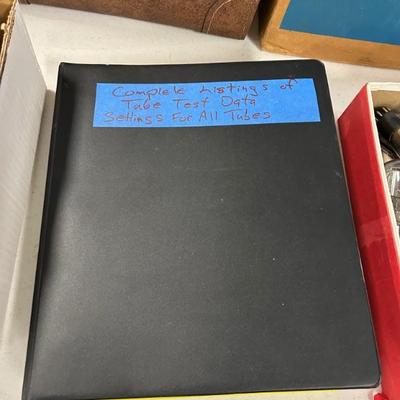 Complete Listings of
Tube Test Data
Settings For All Tubes